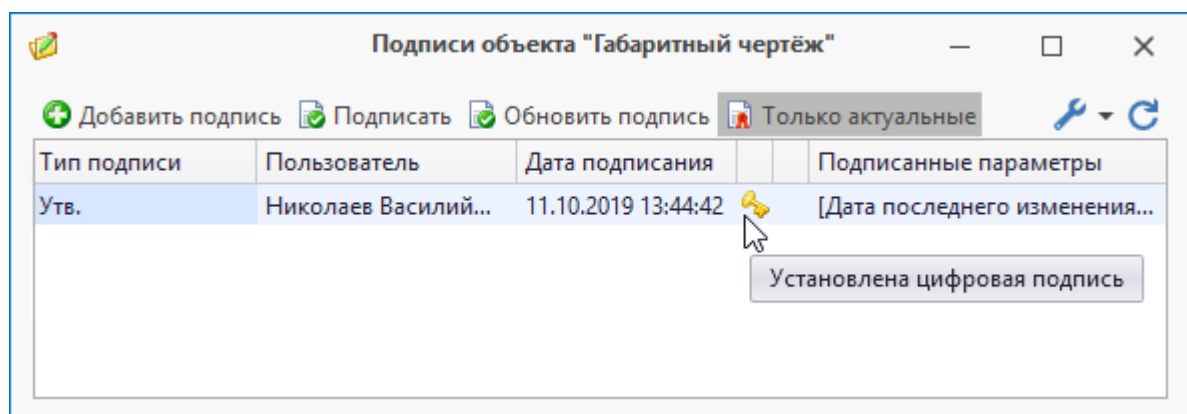 Подписи объекта "Габаритный чертёж"
Добавить подпись Подписать Обновить подпись Только актуальные
Тип подписи Пользователь Дата подписания Подписанные параметры
Утв. Николаев Василий... 11.10.2019 13:44:42 [Дата последнего изменения...
Установлена цифровая подпись